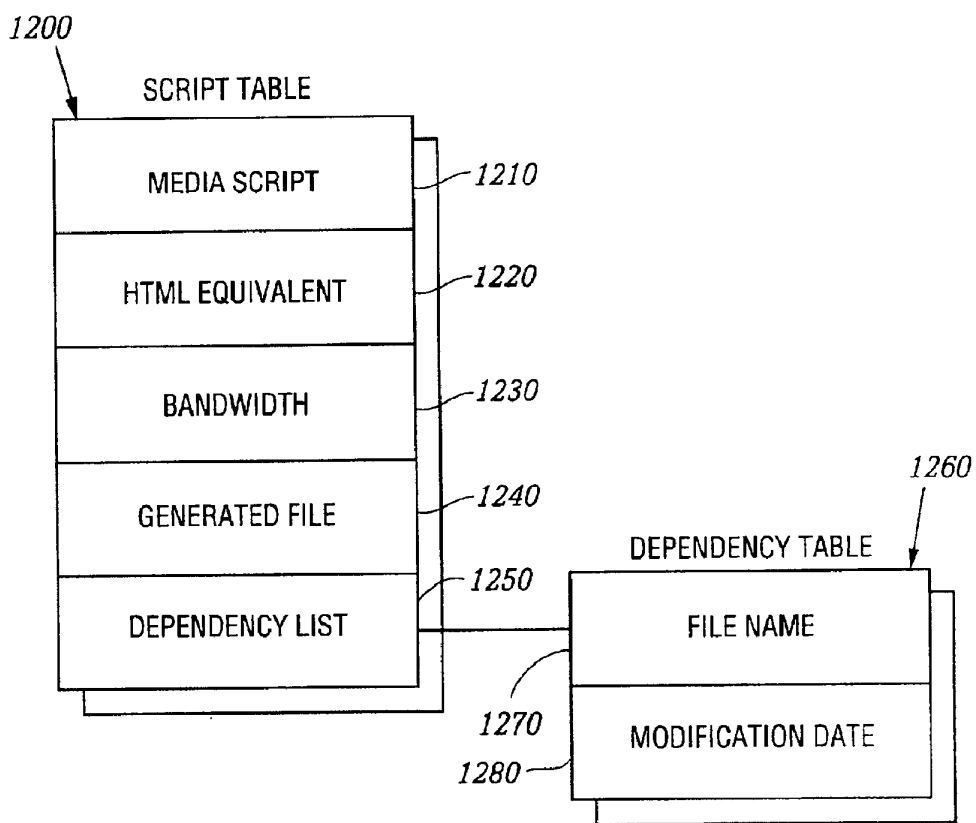 1200
SCRIPT TABLE
MEDIA SCRIPT
1210
HTML EQUIVALENT
1220
BANDWIDTH
1230
GENERATED FILE
1240
DEPENDENCY LIST
1250
1260
DEPENDENCY TABLE
FILE NAME
1270
MODIFICATION DATE
1280